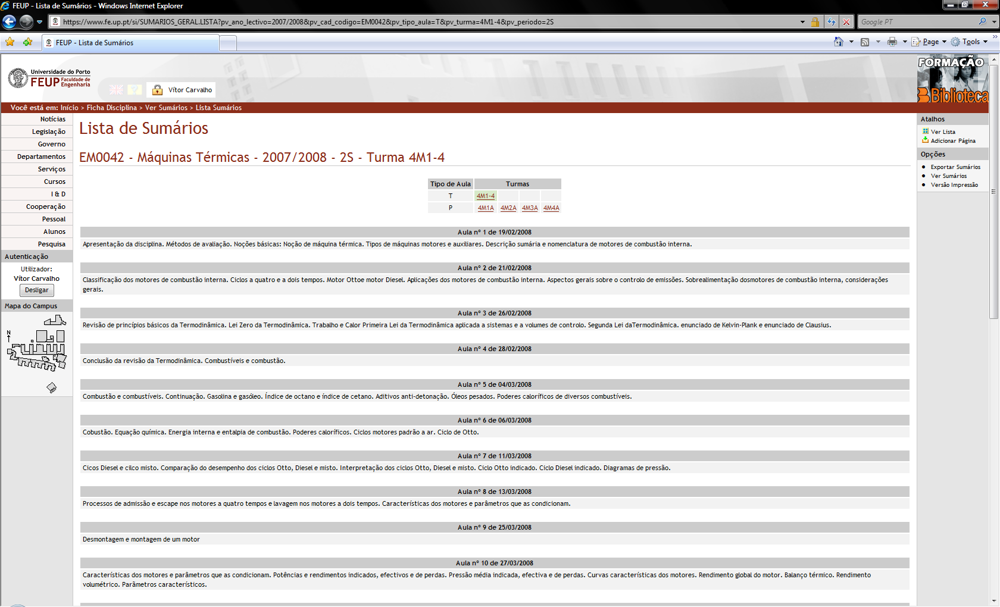 FEUP - Lista de Sumários - Windows Internet Explorer
https://www.fe.up.pt/si/SUMARIOS_GERAL.LISTA?pv_ano_lectivo=2007/2008&pv_cad_codigo=EM0042&pv_tipo_aula=T&pv_turma=4M1-4&pv_periodo=2S
Google PT
FEUP - Lista de Sumários
Page
Tools
Universidade do Porto
FEUP Faculdade de Engenharia
Vítor Carvalho
FORMAÇÃO
Biblioteca
Você está em: Início > Ficha Disciplina > Ver Sumários > Lista Sumários
Notícias
Legislação
Governo
Departamentos
Serviços
Cursos
I & D
Cooperação
Pessoal
Alunos
Pesquisa
Autenticação
Utilizador:
Vítor Carvalho
Desligar
Mapa do Campus
N
Lista de Sumários
EM0042 - Máquinas Térmicas - 2007/2008 - 2S - Turma 4M1-4
Tipo de Aula Turmas
T 4M1-4
P 4M1A 4M2A 4M3A 4M4A
Aula nº 1 de 19/02/2008
Apresentação da disciplina. Métodos de avaliação. Noções básicas: Noção de máquina térmica. Tipos de máquinas motores e auxiliares. Descrição sumária e nomenclatura de motores de combustão interna.
Aula nº 2 de 21/02/2008
Classificação dos motores de combustão interna. Ciclos a quatro e a dois tempos. Motor Ottoe motor Diesel. Aplicações dos motores de combustão interna. Aspectos gerais sobre o controlo de emissões. Sobrealimentação dosmotores de combustão interna, considerações
gerais.
Aula nº 3 de 26/02/2008
Revisão de princípios básicos da Termodinâmica. Lei Zero da Termodinâmica. Trabalho e Calor Primeira Lei da Termodinâmica aplicada a sistemas e a volumes de controlo. Segunda Lei daTermodinâmica. enunciado de Kelvin-Plank e enunciado de Clausius.
Aula nº 4 de 28/02/2008
Conclusão da revisão da Termodinâmica. Combustíveis e combustão.
Aula nº 5 de 04/03/2008
Combustão e combustíveis. Continuação. Gasolina e gasóleo. Índice de octano e índice de cetano. Aditivos anti-detonação. Óleos pesados. Poderes caloríficos de diversos combustíveis.
Aula nº 6 de 06/03/2008
Cobustão. Equação química. Energia interna e entalpia de combustão. Poderes caloríficos. Ciclos motores padrão a ar. Ciclo de Otto.
Aula nº 7 de 11/03/2008
Cicos Diesel e cilco misto. Comparação do desempenho dos ciclos Otto, Diesel e misto. Interpretação dos ciclos Otto, Diesel e misto. Ciclo Otto indicado. Ciclo Diesel indicado. Diagramas de pressão.
Aula nº 8 de 13/03/2008
Processos de admissão e escape nos motores a quatro tempos e lavagem nos motores a dois tempos. Características dos motores e parâmetros que as condicionam.
Aula nº 9 de 25/03/2008
Desmontagem e montagem de um motor
Aula nº 10 de 27/03/2008
Características dos motores e parâmetros que as condicionam. Potências e rendimentos indicados, efectivos e de perdas. Pressão média indicada, efectiva e de perdas. Curvas características dos motores. Rendimento global do motor. Balanço térmico. Rendimento
volumétrico. Parâmetros característicos.
Atalhos
Ver Lista
Adicionar Página
Opções
Exportar Sumários
Ver Sumários
Versão Impressão